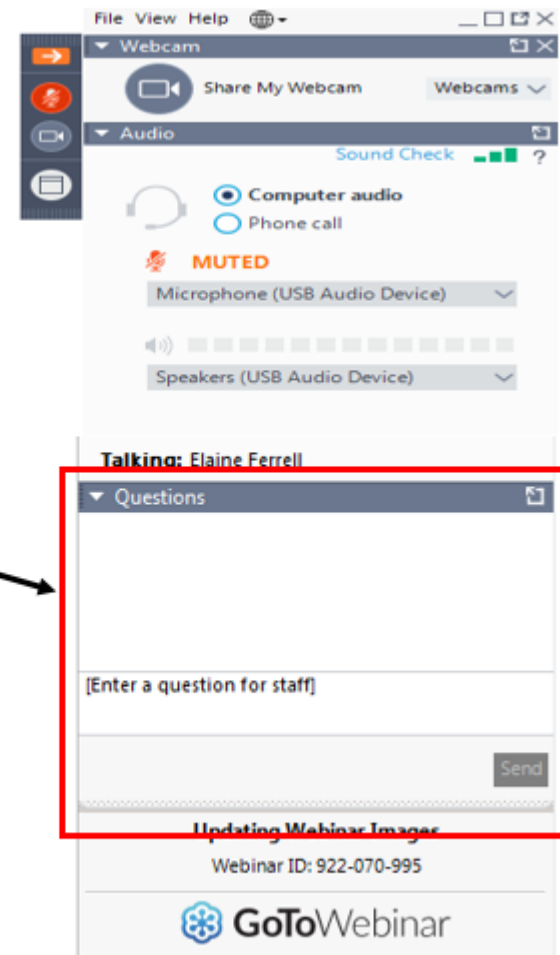 File View Help
Webcam
Share My Webcam Webcams
Audio
Sound Check ?
Computer audio
Phone call
MUTED
Microphone (USB Audio Device)
Speakers (USB Audio Device)
Talking: Elaine Ferrell
Questions
[Enter a question for staff]
Send
Updating Webinar Images
Webinar ID: 922-070-995
GoToWebinar